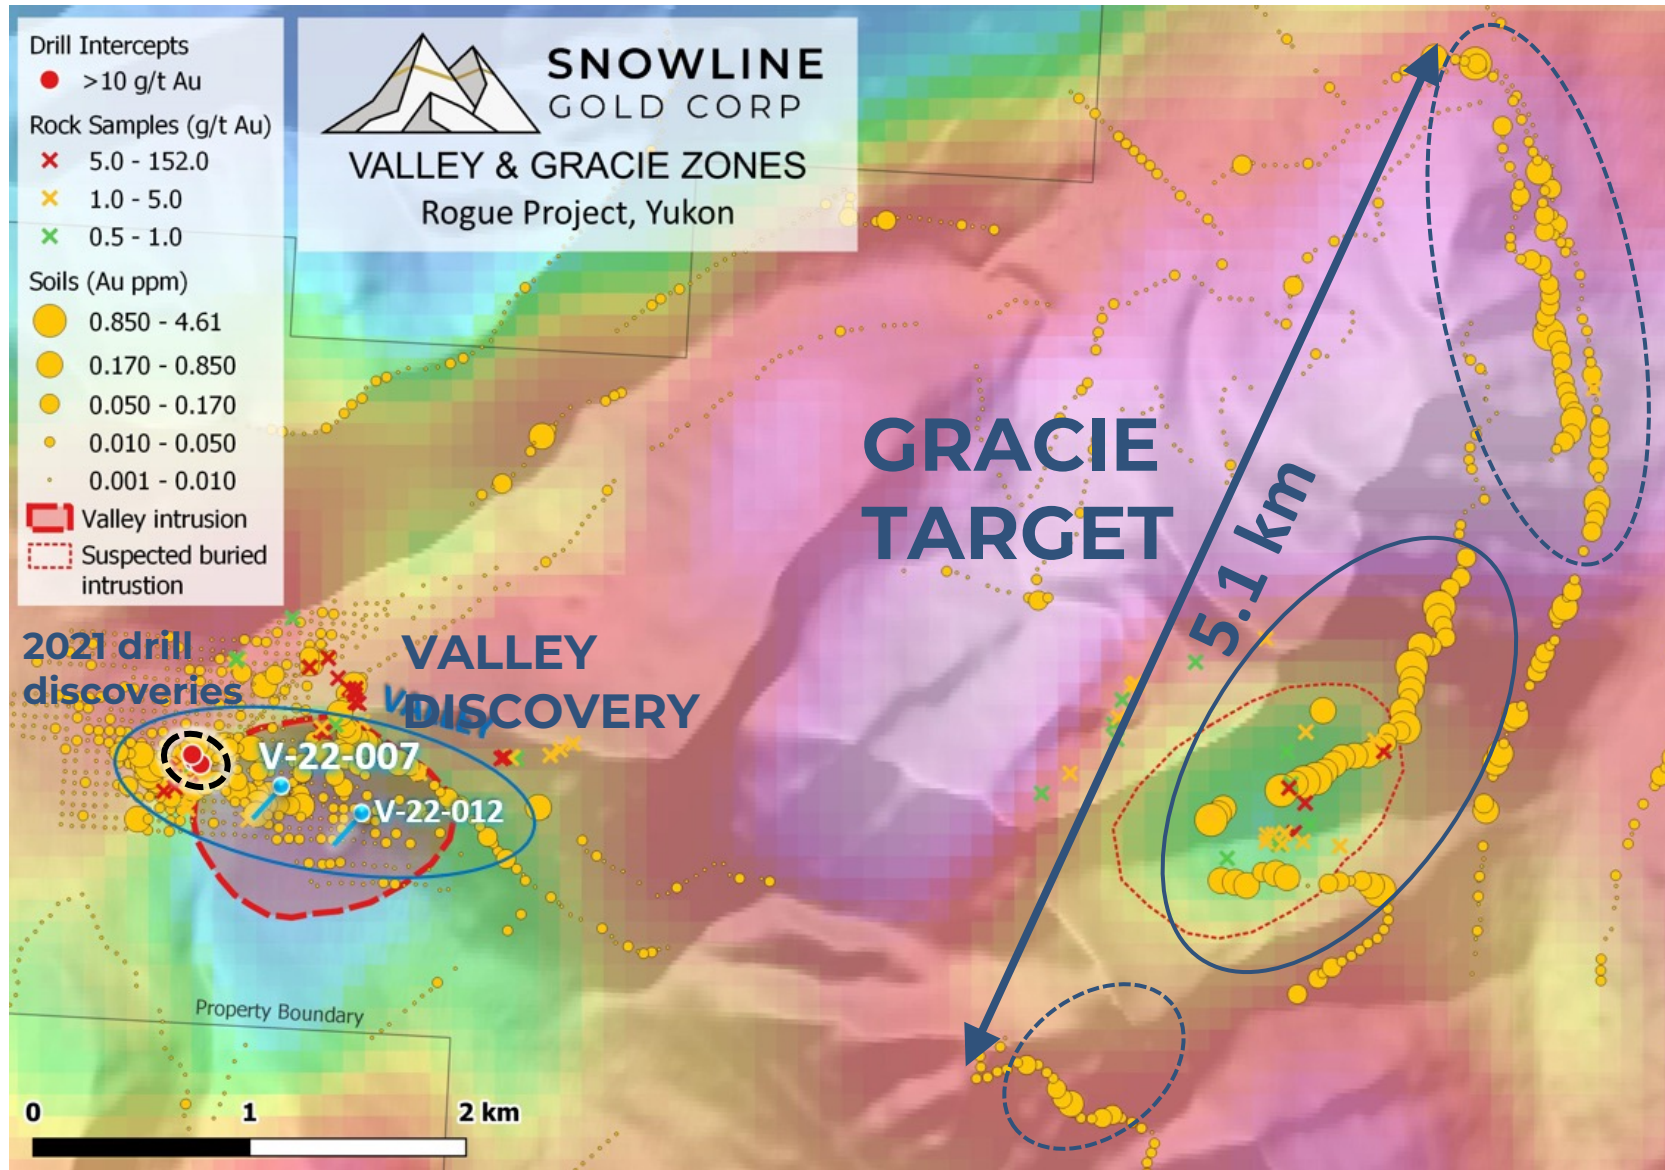 Drill Intercepts
>10 g/t Au
Rock Samples (g/t Au)
5.0 - 152.0
1.0 - 5.0
0.5 - 1.0
Soils (Au ppm)
0.850 - 4.61
0.170 - 0.850
0.050 - 0.170
0.010 - 0.050
0.001 - 0.010
Valley intrusion
Suspected buried
intrustion
SNOWLINE
GOLD CORP
VALLEY & GRACIE ZONES
Rogue Project, Yukon
GRACIE
TARGET
5.1 km
2021 drill
discoveries
VALLEY
DISCOVERY
VALLEY
V-22-007
V-22-012
Property Boundary
0 1 2 km